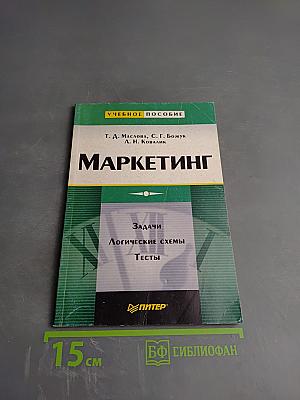 УЧЕБНОЕ ПОСОБИЕ
Т. Д. Маслова, С. Г. Божук
Л. Н. Ковалик
Маркетинг
Задачи
Логические схемы
Тесты
ПИТЕР
15 см
БФ БИБЛИОФАН